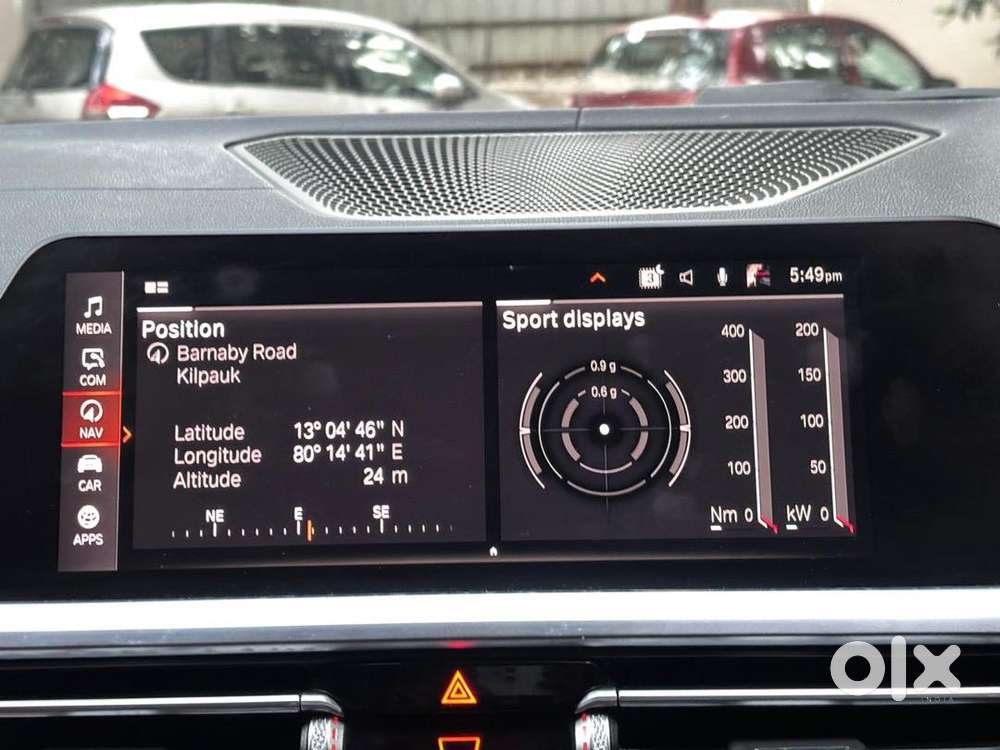 3
5:49pm
MEDIA
COM
NAV
CAR
APPS
Position
Barnaby Road
Kilpauk
Latitude 13° 04' 46" N
Longitude 80° 14' 41" E
Altitude 24 m
NE E SE
Sport displays
0.9 g
0.6 g
400
300
200
100
Nm 0
200
150
100
50
kW 0
olx
INDIA